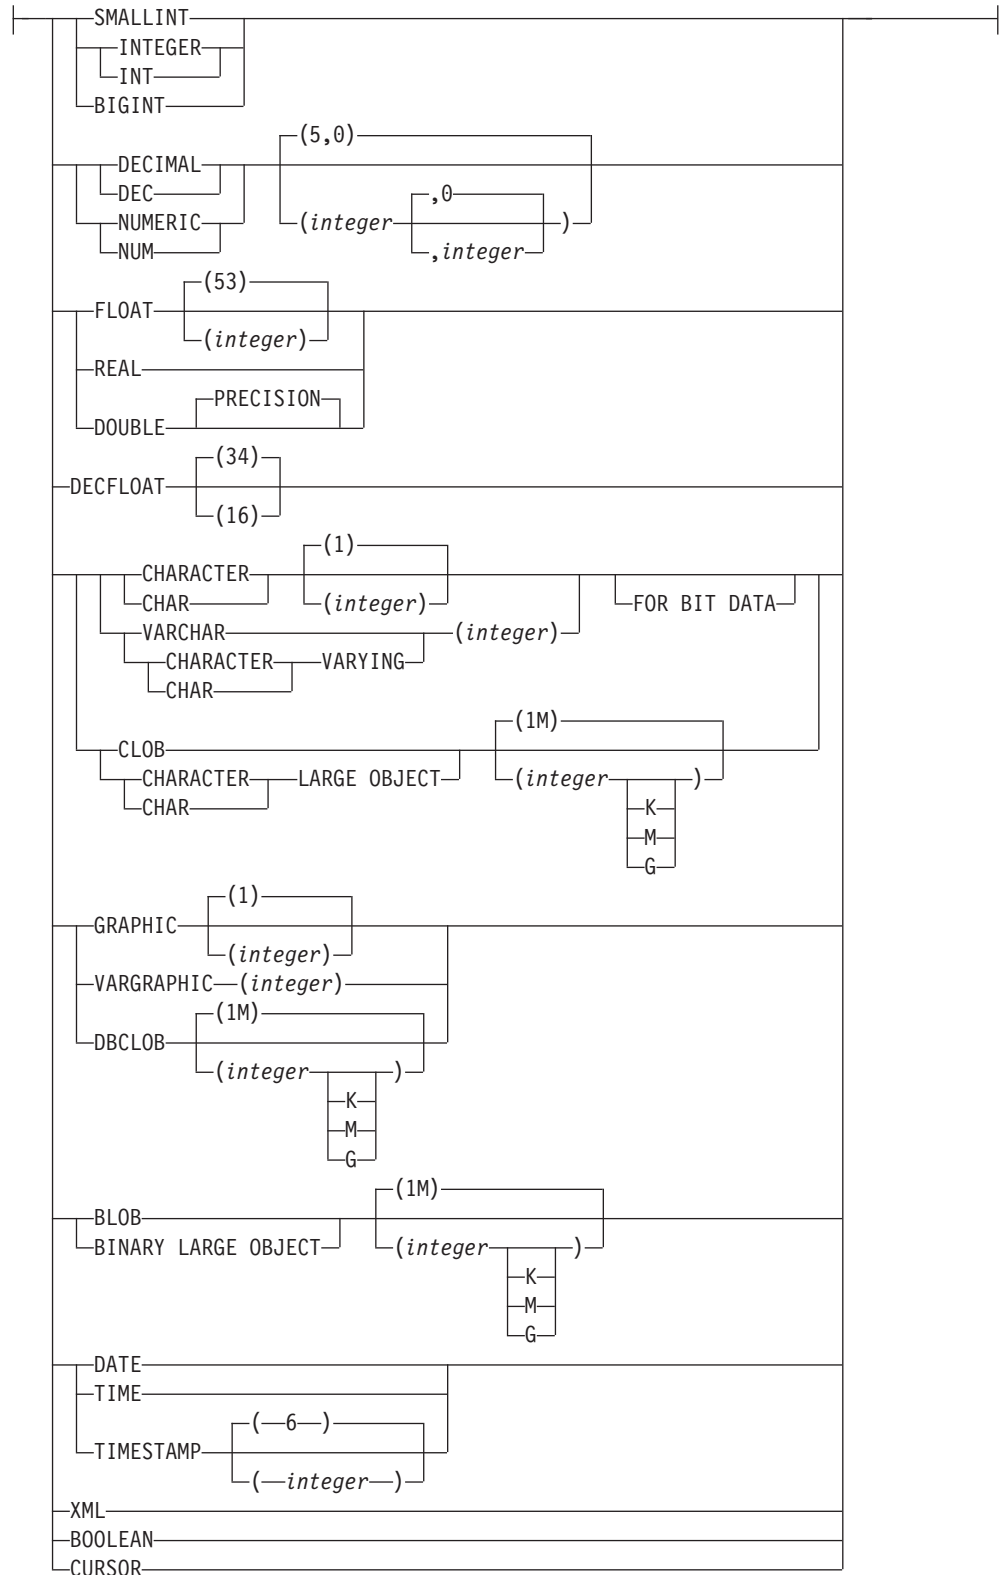 SMALLINT
INTEGER
INT
BIGINT
(5,0)
DECIMAL
DEC
NUMERIC (integer ,0 )
NUM ,integer
(53)
FLOAT
(integer)
REAL
PRECISION
DOUBLE
(34)
DECFLOAT
(16)
(1)
CHARACTER
CHAR (integer) FOR BIT DATA
VARCHAR (integer)
CHARACTER VARYING
CHAR
(1M)
CLOB
CHARACTER LARGE OBJECT (integer )
CHAR K
M
G
(1)
GRAPHIC
(integer)
VARGRAPHIC (integer)
(1M)
DBCLOB
(integer )
K
M
G
(1M)
BLOB
BINARY LARGE OBJECT (integer )
K
M
G
DATE
TIME
( 6 )
TIMESTAMP
( integer )
XML
BOOLEAN
CURSOR